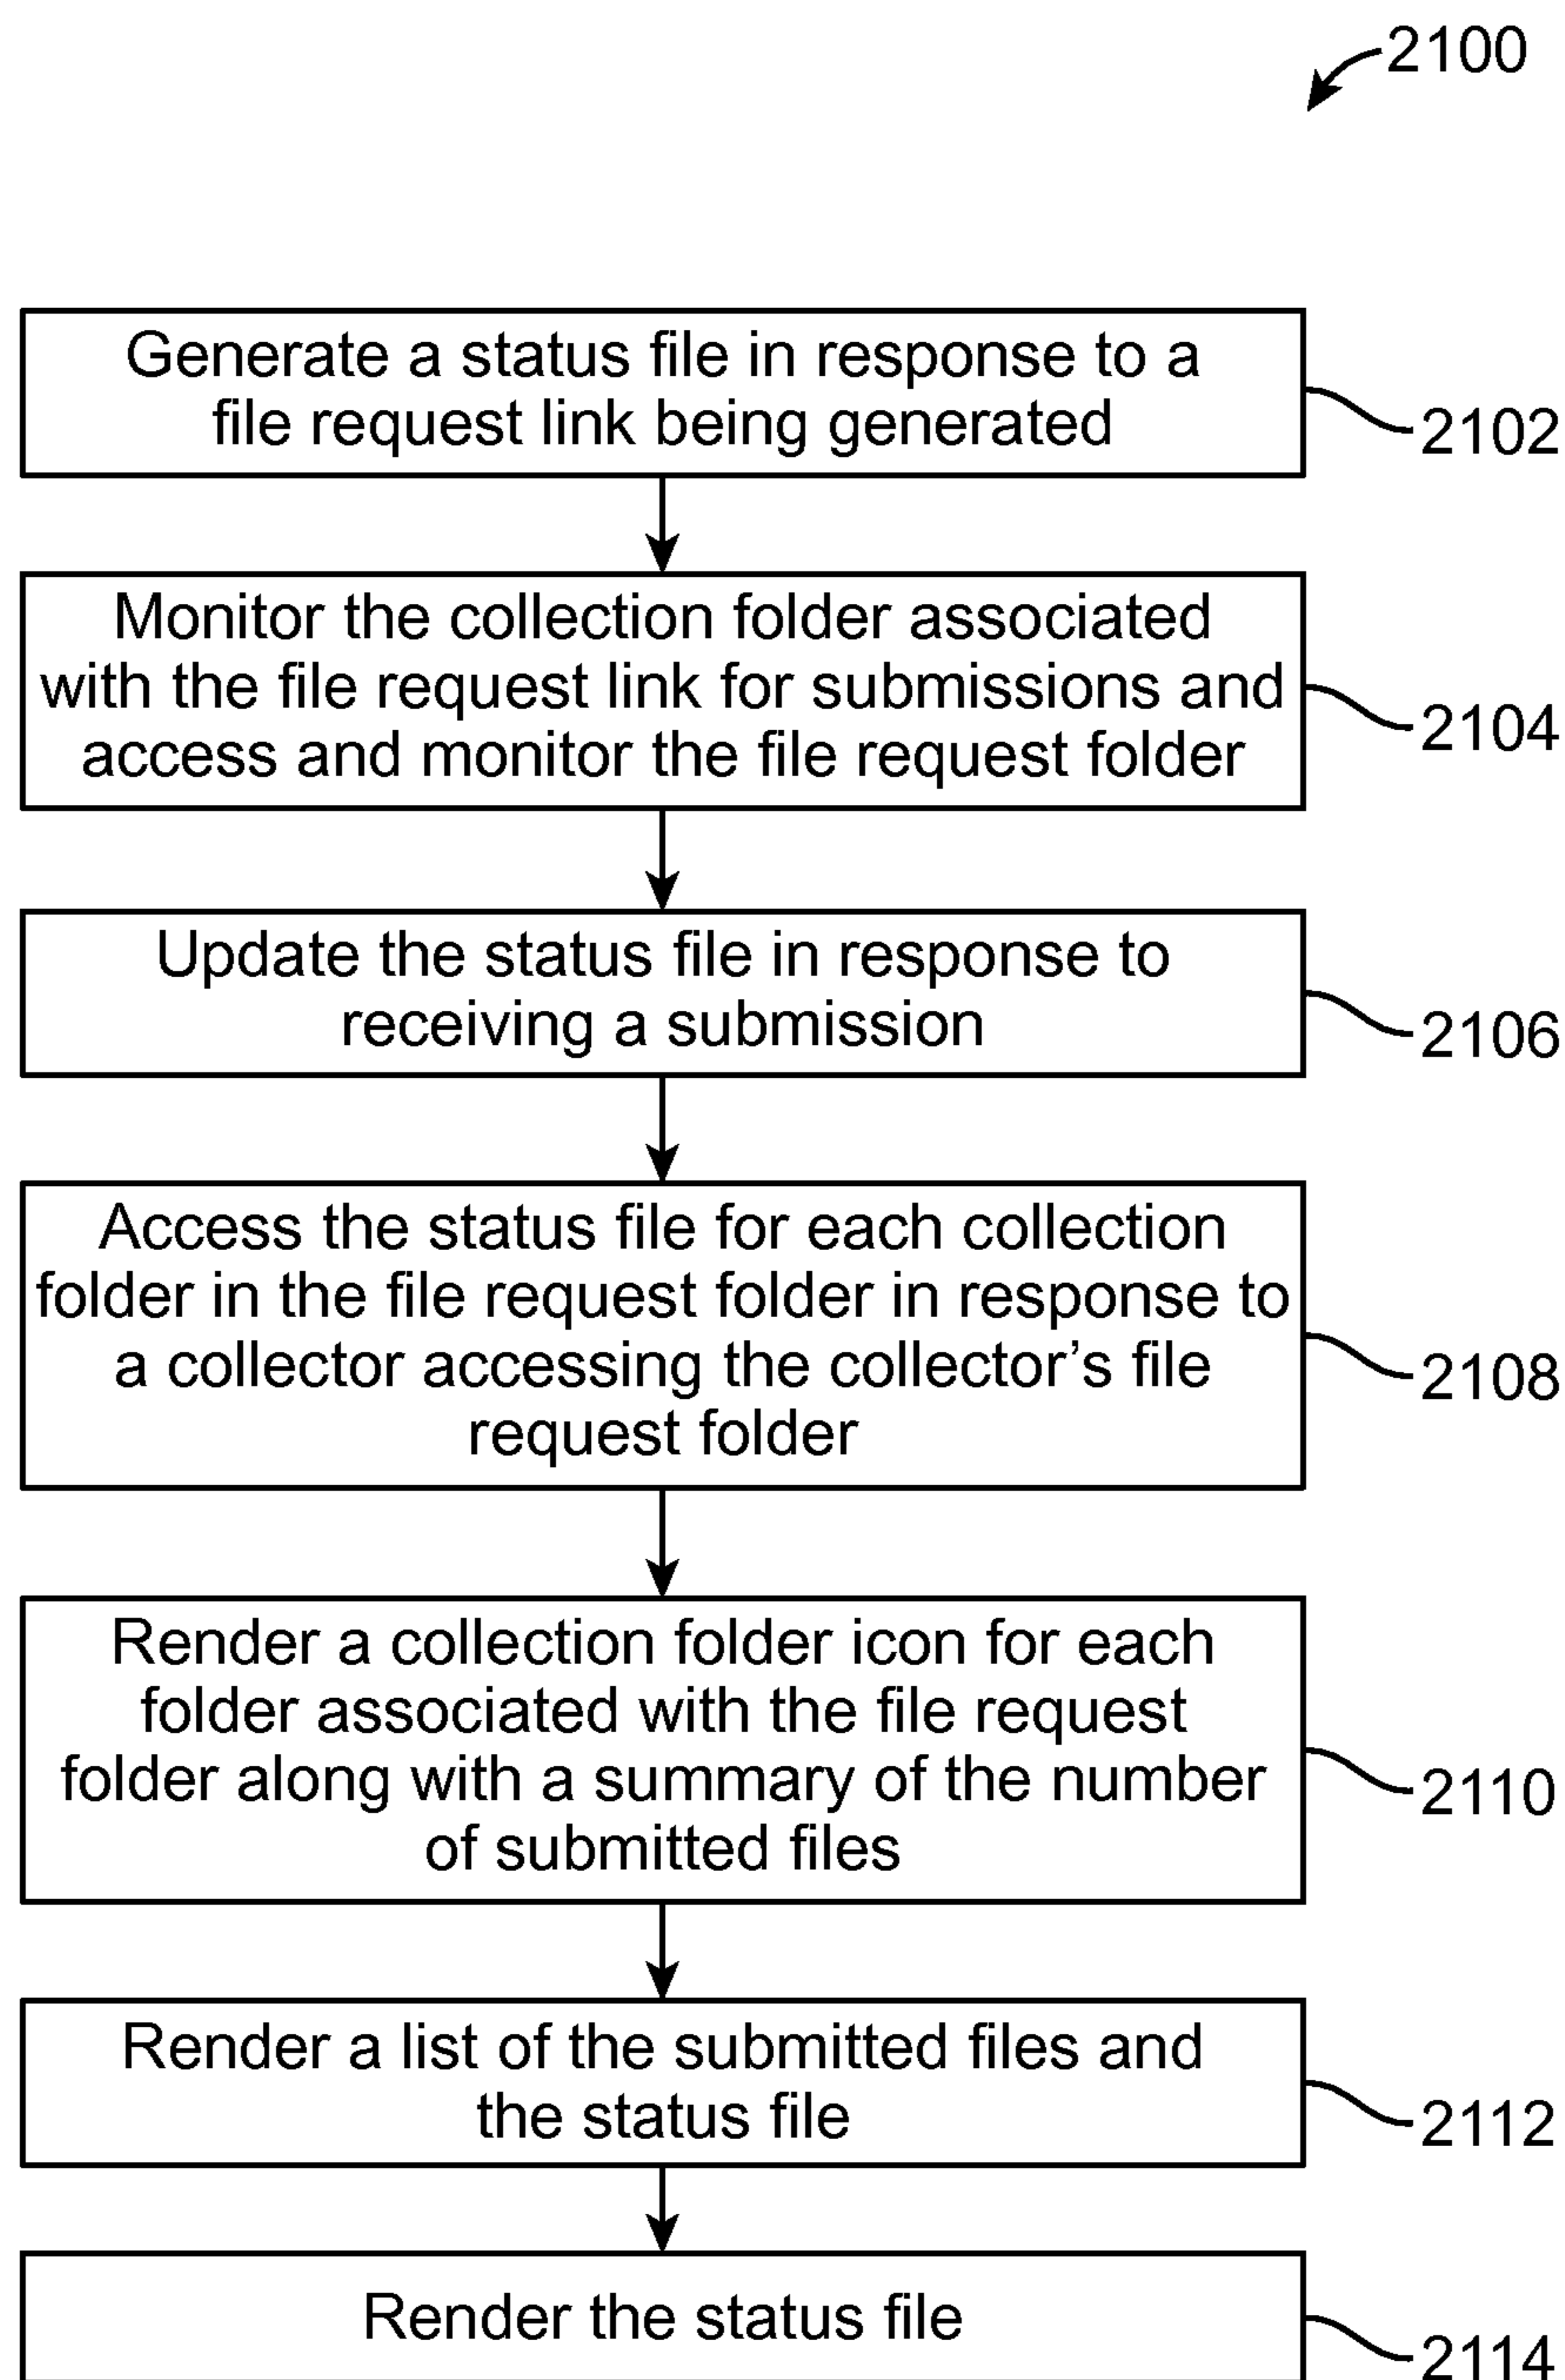 2100
Generate a status file in response to a
file request link being generated
2102
Monitor the collection folder associated
with the file request link for submissions and
access and monitor the file request folder
2104
Update the status file in response to
receiving a submission
2106
Access the status file for each collection
folder in the file request folder in response to
a collector accessing the collector’s file
request folder
2108
Render a collection folder icon for each
folder associated with the file request
folder along with a summary of the number
of submitted files
2110
Render a list of the submitted files and
the status file
2112
Render the status file
2114